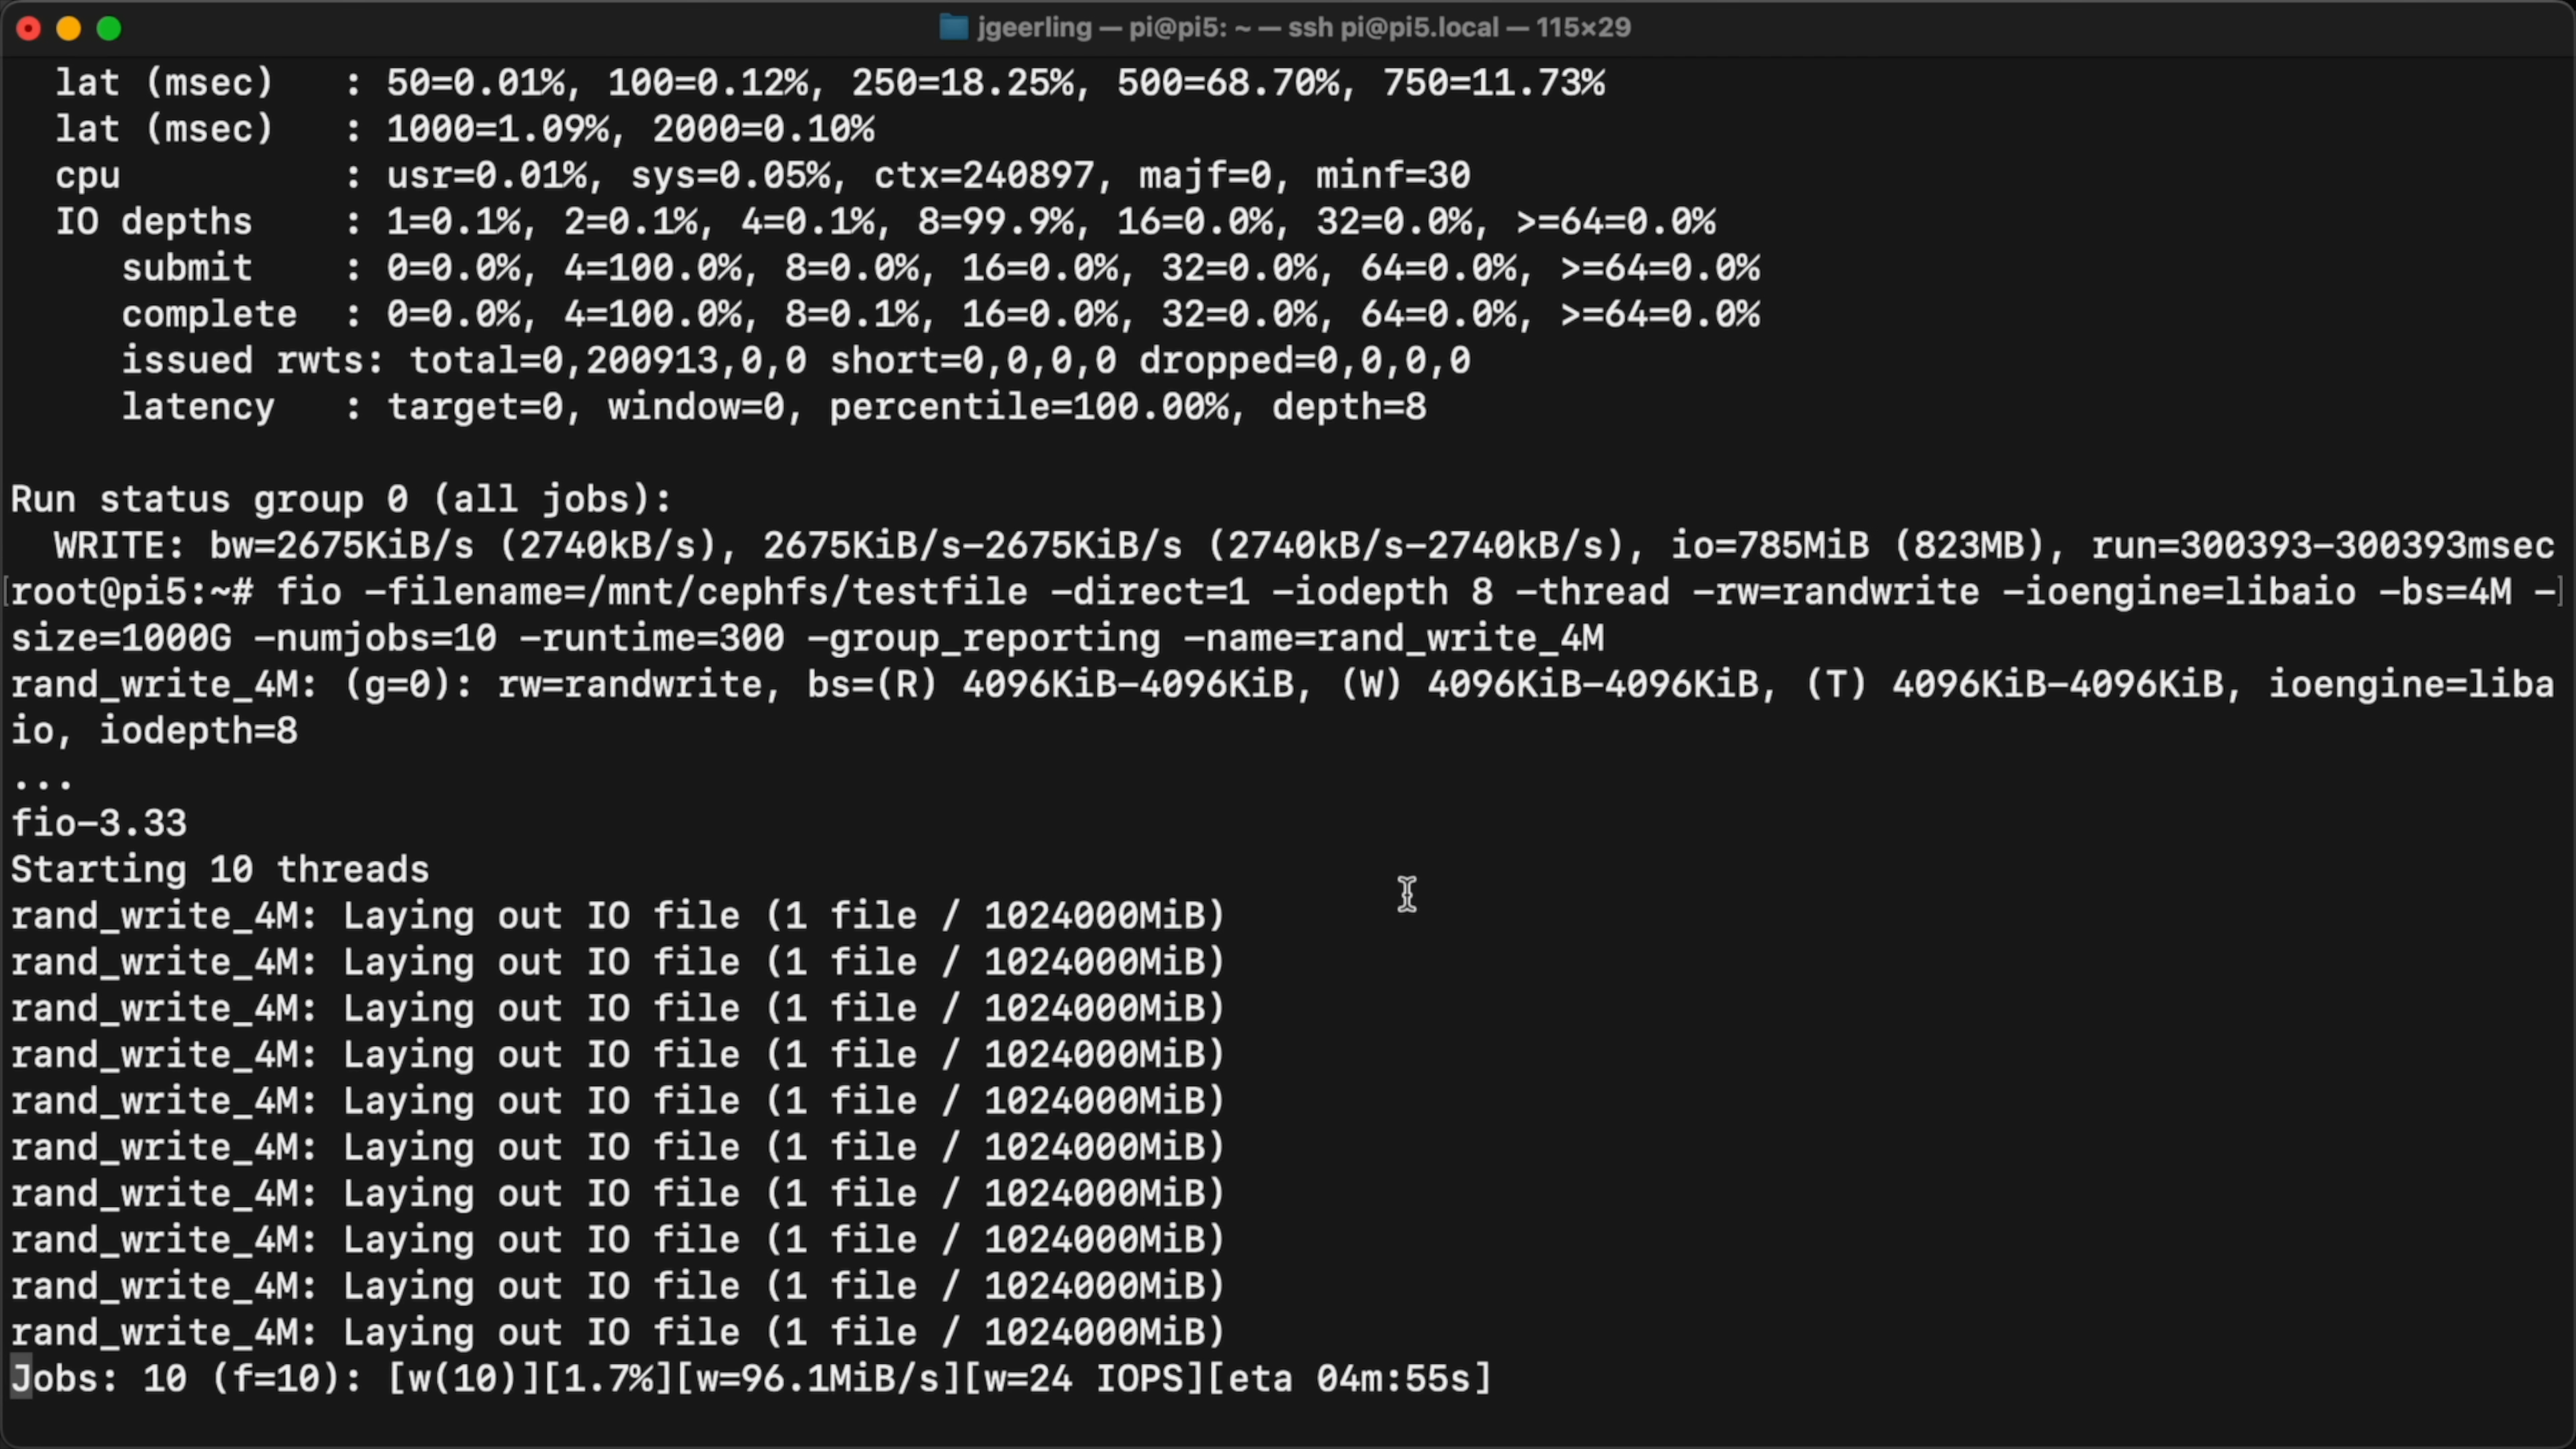 jgeerling — pi@pi5: ~ — ssh pi@pi5.local — 115×29
lat (msec)   : 50=0.01%, 100=0.12%, 250=18.25%, 500=68.70%, 750=11.73%
lat (msec)   : 1000=1.09%, 2000=0.10%
cpu          : usr=0.01%, sys=0.05%, ctx=240897, majf=0, minf=30
IO depths    : 1=0.1%, 2=0.1%, 4=0.1%, 8=99.9%, 16=0.0%, 32=0.0%, >=64=0.0%
submit    : 0=0.0%, 4=100.0%, 8=0.0%, 16=0.0%, 32=0.0%, 64=0.0%, >=64=0.0%
complete  : 0=0.0%, 4=100.0%, 8=0.1%, 16=0.0%, 32=0.0%, 64=0.0%, >=64=0.0%
issued rwts: total=0,200913,0,0 short=0,0,0,0 dropped=0,0,0,0
latency   : target=0, window=0, percentile=100.00%, depth=8
Run status group 0 (all jobs):
WRITE: bw=2675KiB/s (2740kB/s), 2675KiB/s-2675KiB/s (2740kB/s-2740kB/s), io=785MiB (823MB), run=300393-300393msec
[root@pi5:~# fio -filename=/mnt/cephfs/testfile -direct=1 -iodepth 8 -thread -rw=randwrite -ioengine=libaio -bs=4M -]
size=1000G -numjobs=10 -runtime=300 -group_reporting -name=rand_write_4M
rand_write_4M: (g=0): rw=randwrite, bs=(R) 4096KiB-4096KiB, (W) 4096KiB-4096KiB, (T) 4096KiB-4096KiB, ioengine=liba
io, iodepth=8
...
fio-3.33
Starting 10 threads
rand_write_4M: Laying out IO file (1 file / 1024000MiB)
rand_write_4M: Laying out IO file (1 file / 1024000MiB)
rand_write_4M: Laying out IO file (1 file / 1024000MiB)
rand_write_4M: Laying out IO file (1 file / 1024000MiB)
rand_write_4M: Laying out IO file (1 file / 1024000MiB)
rand_write_4M: Laying out IO file (1 file / 1024000MiB)
rand_write_4M: Laying out IO file (1 file / 1024000MiB)
rand_write_4M: Laying out IO file (1 file / 1024000MiB)
rand_write_4M: Laying out IO file (1 file / 1024000MiB)
rand_write_4M: Laying out IO file (1 file / 1024000MiB)
Jobs: 10 (f=10): [w(10)][1.7%][w=96.1MiB/s][w=24 IOPS][eta 04m:55s]